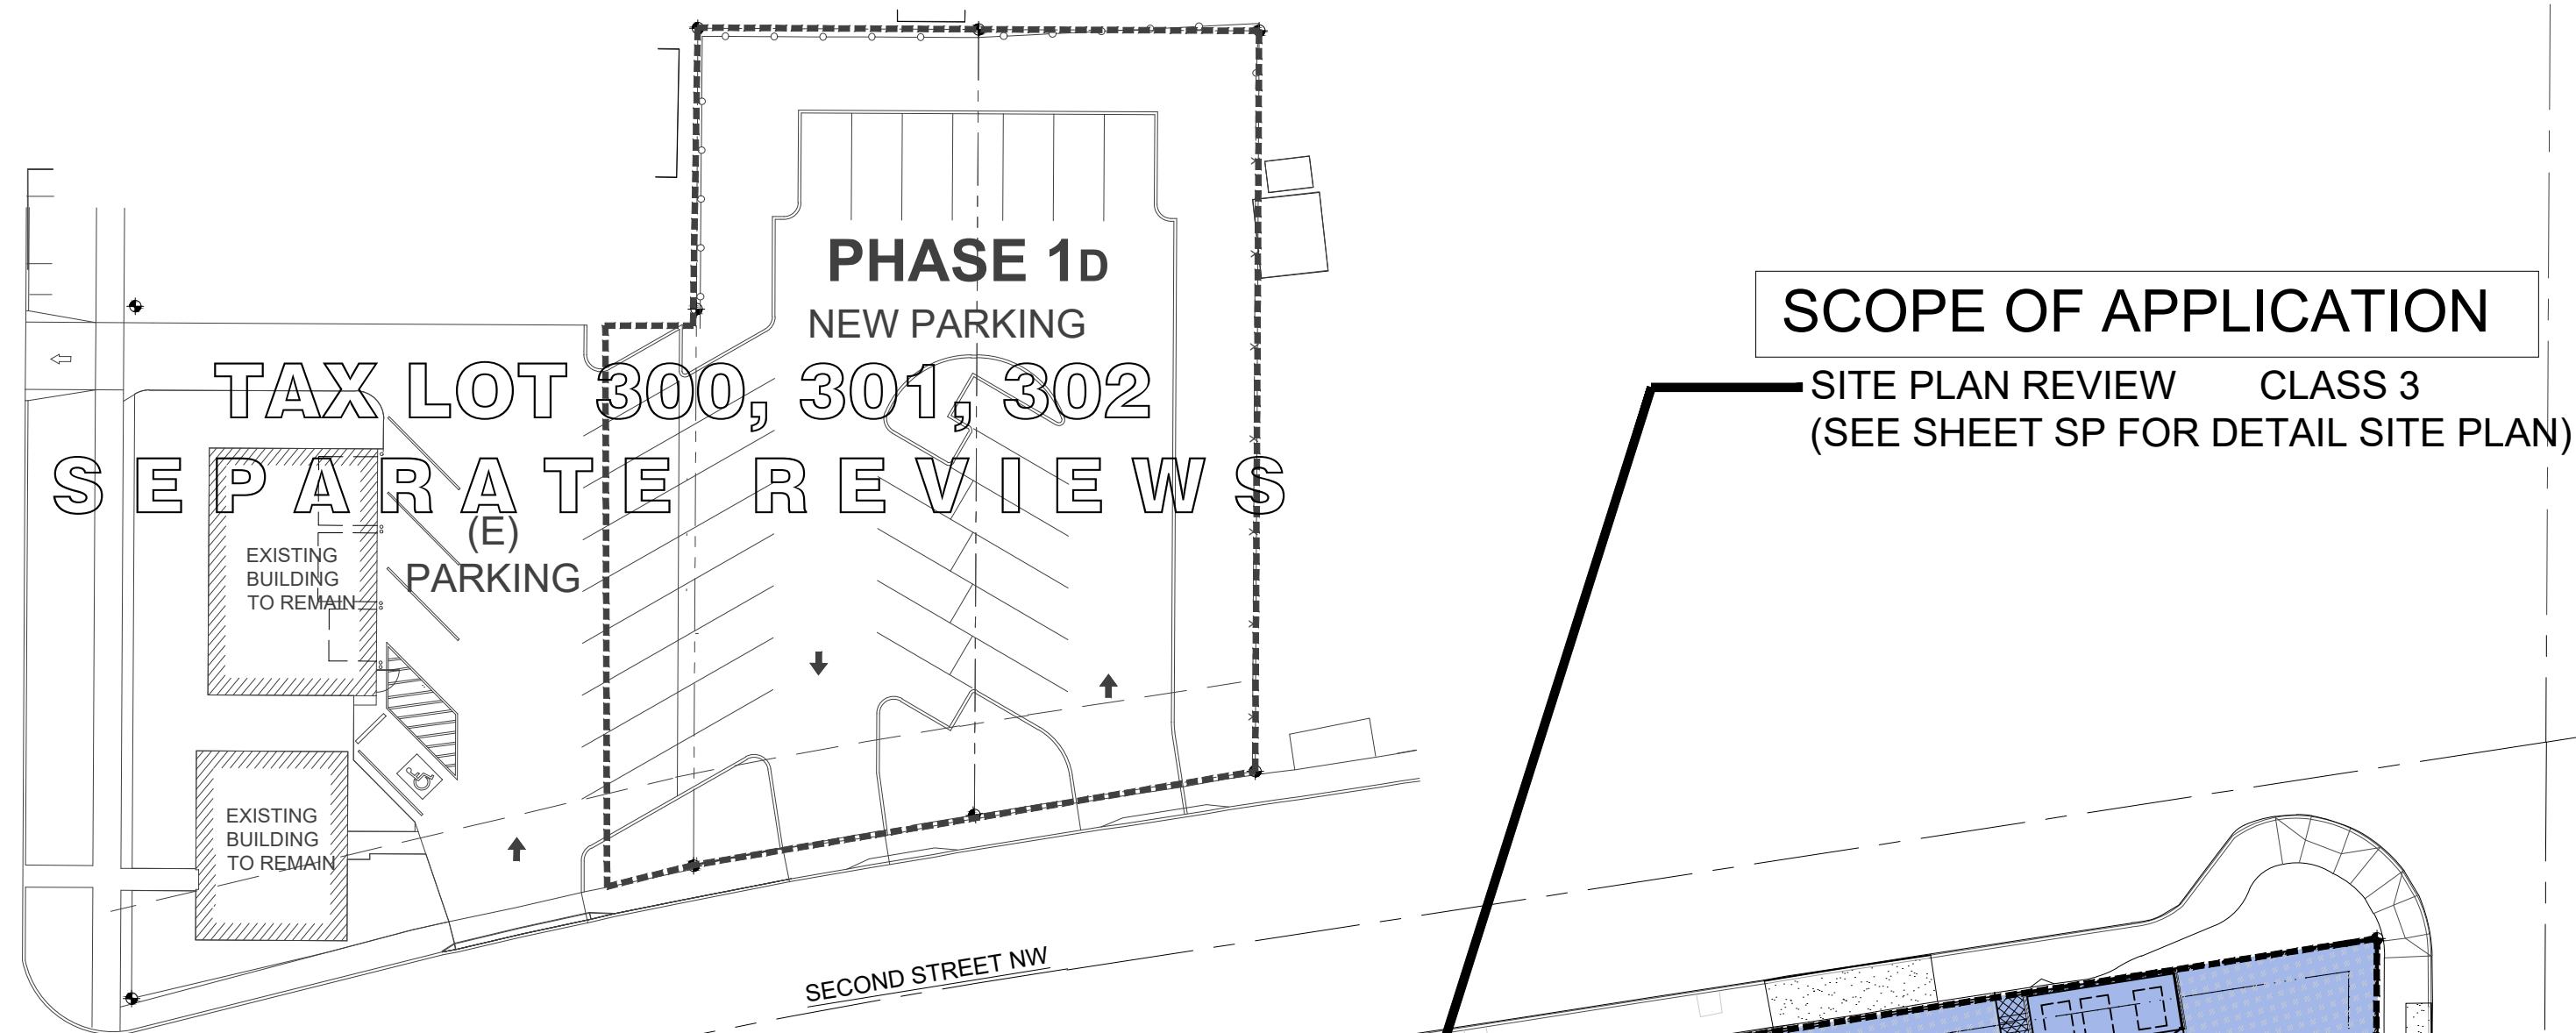 PHASE 1D
NEW PARKING
TAX LOT 300, 301, 302
SEPARATE REVIEWS
(E)
PARKING
EXISTING
BUILDING
TO REMAIN
EXISTING
BUILDING
TO REMAIN
SECOND STREET NW
SCOPE OF APPLICATION
SITE PLAN REVIEW CLASS 3
(SEE SHEET SP FOR DETAIL SITE PLAN)